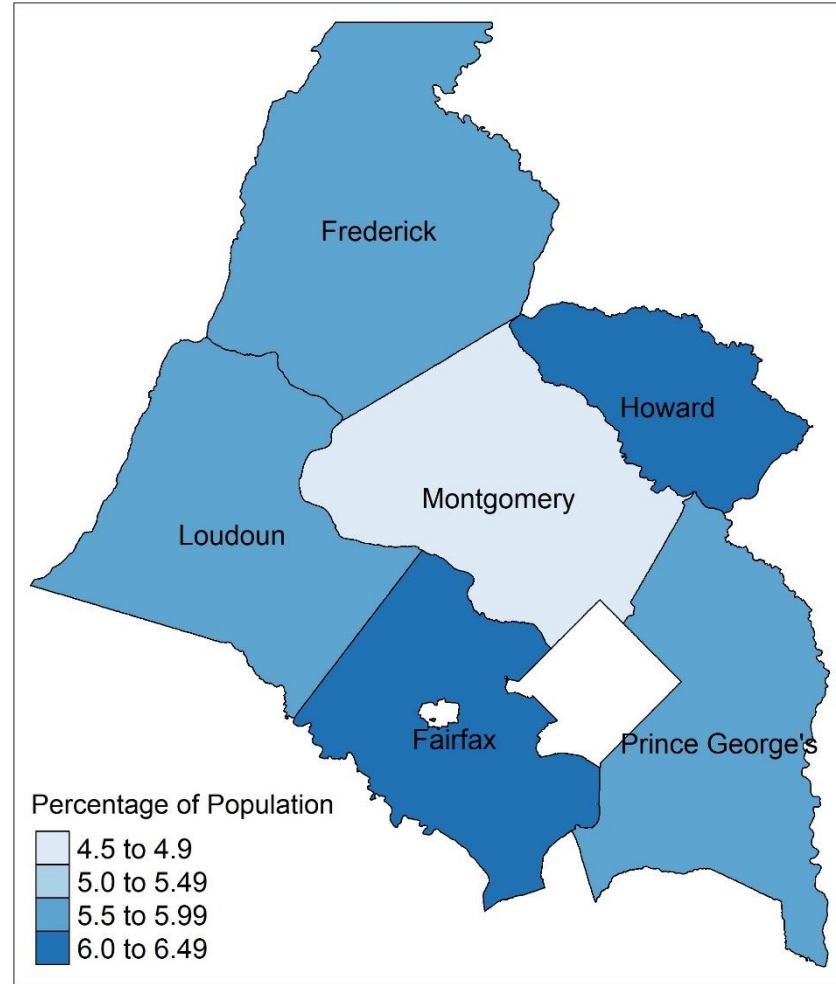 Frederick
Howard
Montgomery
Loudoun
Fairfax
Prince George's
Percentage of Population
4.5 to 4.9
5.0 to 5.49
5.5 to 5.99
6.0 to 6.49